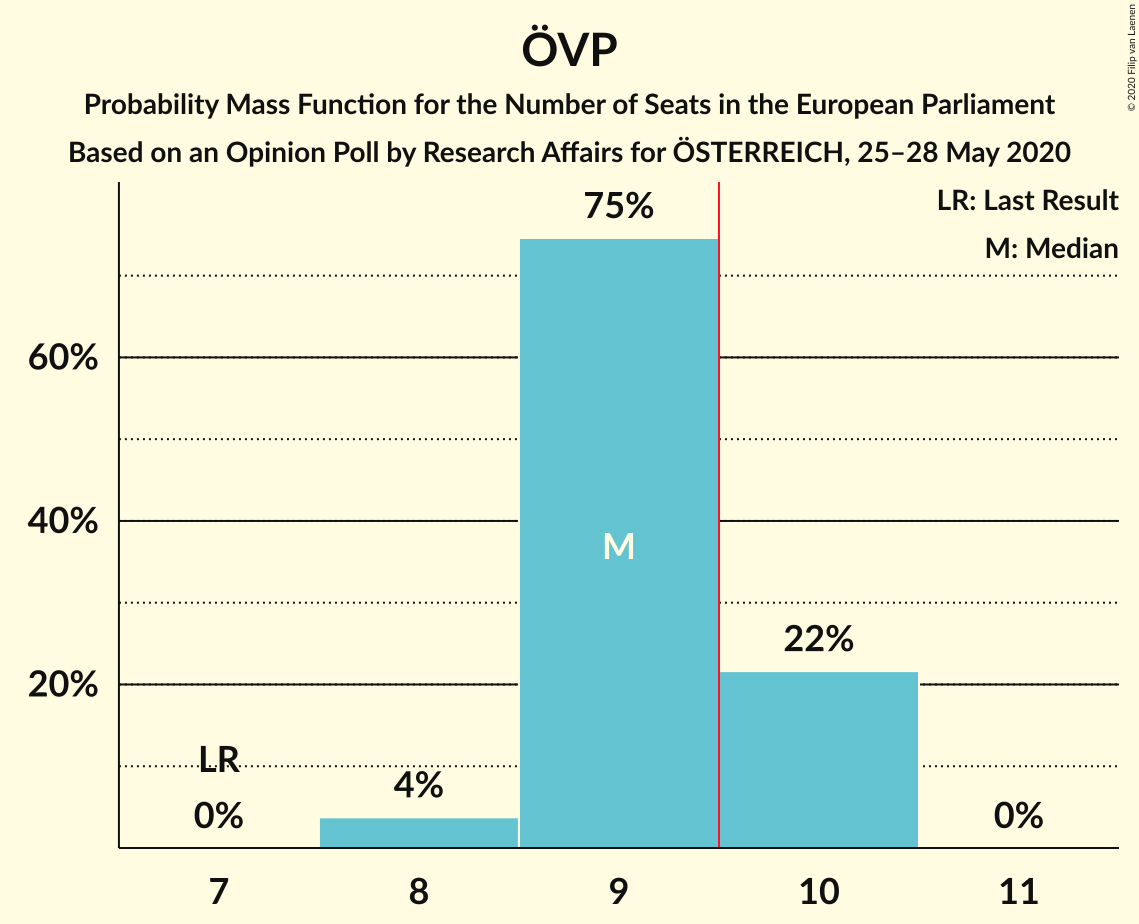 ÖVP
Probability Mass Function for the Number of Seats in the European Parliament
Based on an Opinion Poll by Research Affairs for ÖSTERREICH, 25–28 May 2020
© 2020 Filip van Laenen
LR: Last Result
M: Median
75%
60%
40%
M
22%
20%
LR
4%
0%
0%
7 8 9 10 11